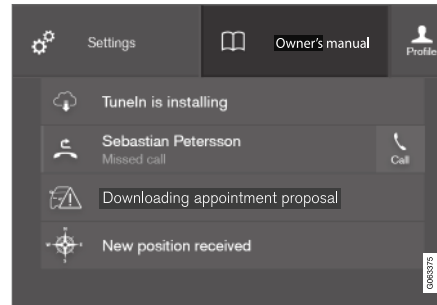 Settings
Owner's manual
Profile
TuneIn is installing
Sebastian Petersson
Missed call
Call
Downloading appointment proposal
New position received
G063375